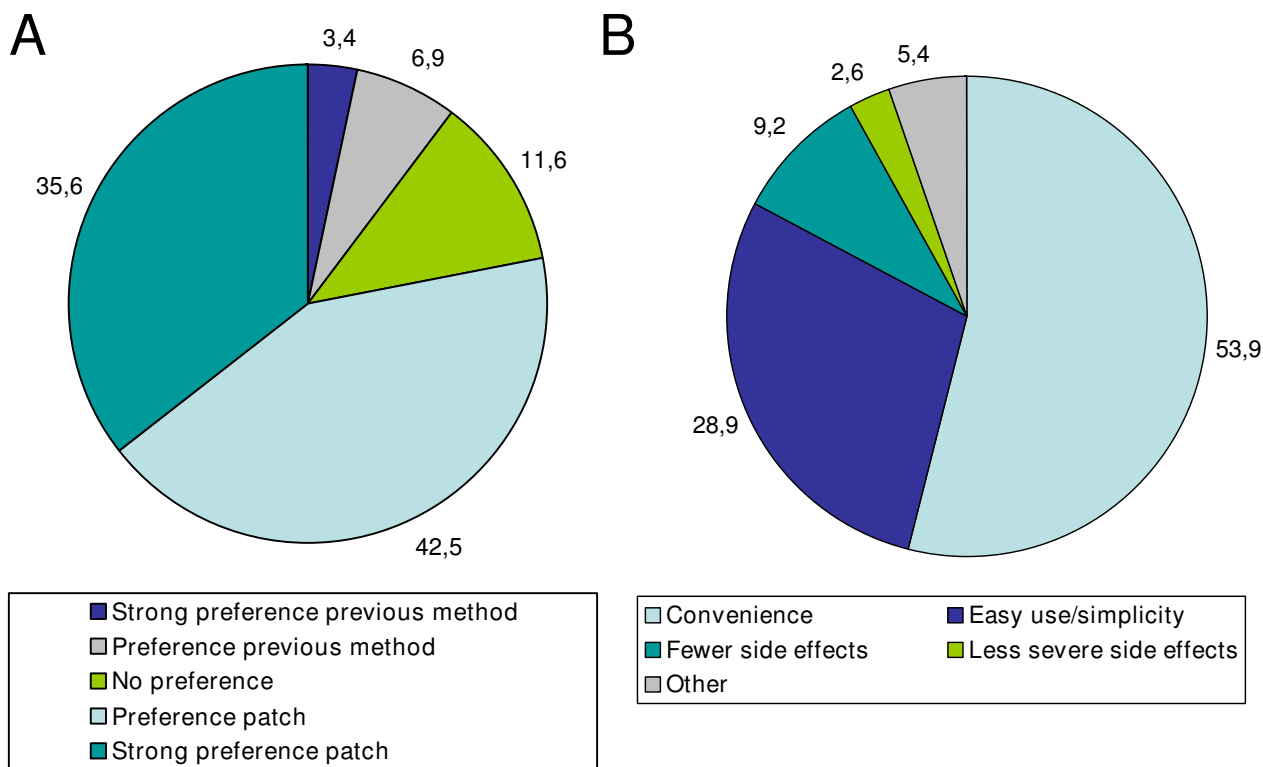 A
3,4
6,9
11,6
35,6
42,5
Strong preference previous method
Preference previous method
No preference
Preference patch
Strong preference patch
B
5,4
2,6
9,2
53,9
28,9
Convenience
Easy use/simplicity
Fewer side effects
Less severe side effects
Other